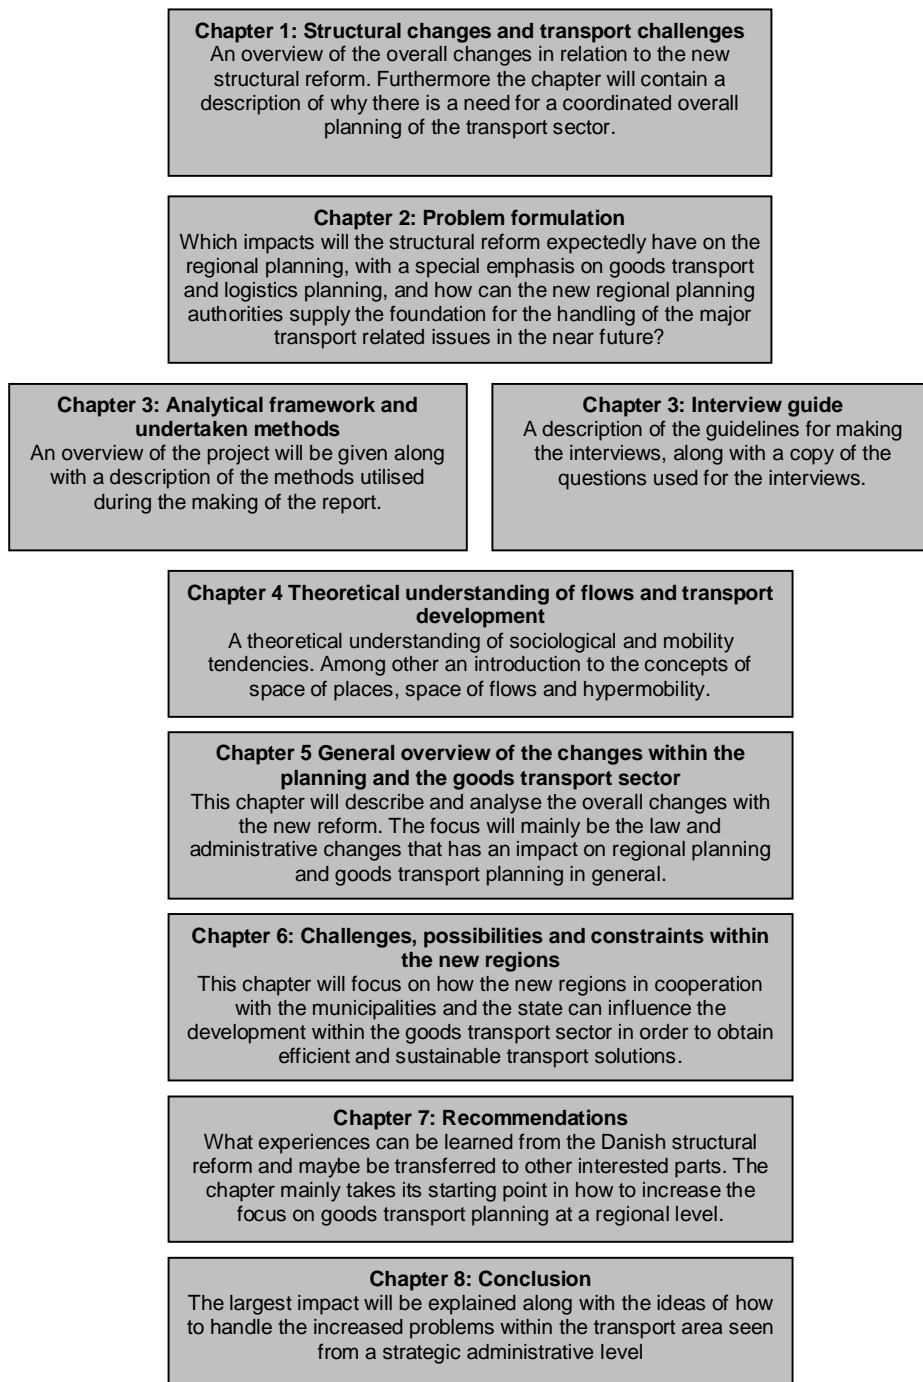 Chapter 1: Structural changes and transport challenges
An overview of the overall changes in relation to the new
structural reform. Furthermore the chapter will contain a
description of why there is a need for a coordinated overall
planning of the transport sector.
Chapter 2: Problem formulation
Which impacts will the structural reform expectedly have on the
regional planning, with a special emphasis on goods transport
and logistics planning, and how can the new regional planning
authorities supply the foundation for the handling of the major
transport related issues in the near future?
Chapter 3: Analytical framework and
undertaken methods
An overview of the project will be given along
with a description of the methods utilised
during the making of the report.
Chapter 3: Interview guide
A description of the guidelines for making
the interviews, along with a copy of the
questions used for the interviews.
Chapter 4 Theoretical understanding of flows and transport
development
A theoretical understanding of sociological and mobility
tendencies. Among other an introduction to the concepts of
space of places, space of flows and hypermobility.
Chapter 5 General overview of the changes within the
planning and the goods transport sector
This chapter will describe and analyse the overall changes with
the new reform. The focus will mainly be the law and
administrative changes that has an impact on regional planning
and goods transport planning in general.
Chapter 6: Challenges, possibilities and constraints within
the new regions
This chapter will focus on how the new regions in cooperation
with the municipalities and the state can influence the
development within the goods transport sector in order to obtain
efficient and sustainable transport solutions.
Chapter 7: Recommendations
What experiences can be learned from the Danish structural
reform and maybe be transferred to other interested parts. The
chapter mainly takes its starting point in how to increase the
focus on goods transport planning at a regional level.
Chapter 8: Conclusion
The largest impact will be explained along with the ideas of how
to handle the increased problems within the transport area seen
from a strategic administrative level